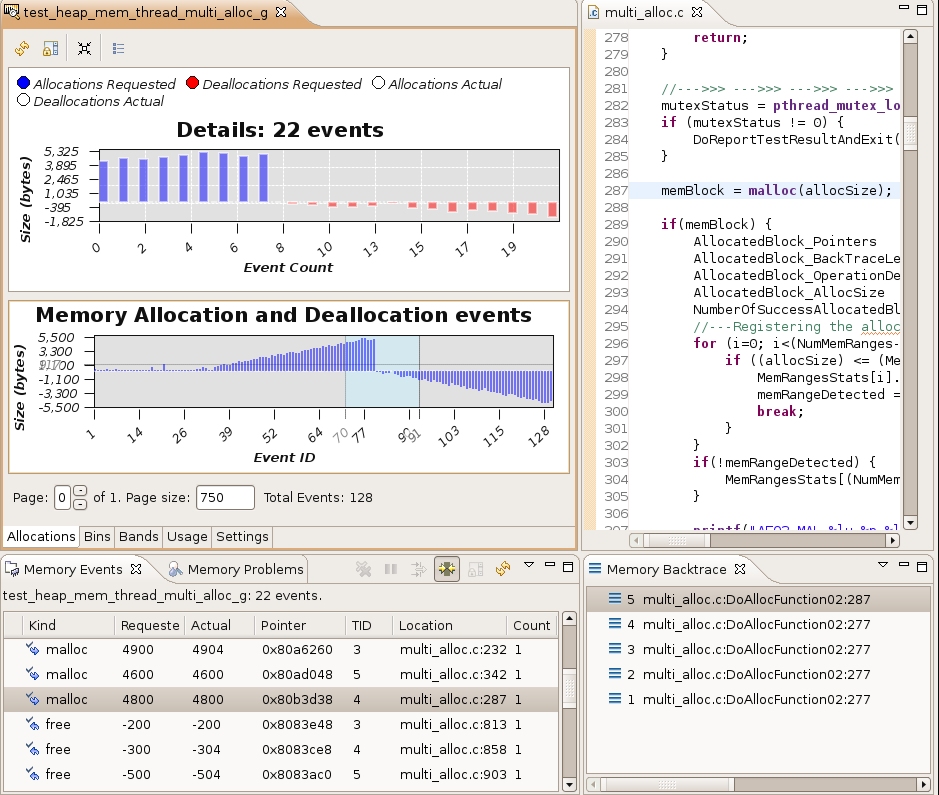 test_heap_mem_thread_multi_alloc_g
Allocations Requested Deallocations Requested Allocations Actual
Deallocations Actual
Details: 22 events
Size (bytes)
5,325
3,895
2,465
1,035
-395
-1,825
0 2 4 6 8 10 13 15 17 19
Event Count
Memory Allocation and Deallocation events
Size (bytes)
5,500
3,300
-1,100
-3,300
-5,500
1 14 26 39 52 64 70 77 91 103 115 128
Event ID
Page: 0 of 1. Page size: 750 Total Events: 128
Allocations Bins Bands Usage Settings
multi_alloc.c
278 return;
279 }
280
281 //--->>> --->>> --->>> --->>>
282 mutexStatus = pthread_mutex_lo
283 if (mutexStatus != 0) {
284 DoReportTestResultAndExit(
285 }
286
287 memBlock = malloc(allocSize);
288
289 if(memBlock) {
290 AllocatedBlock_Pointers
291 AllocatedBlock_BackTraceLe
292 AllocatedBlock_OperationDe
293 AllocatedBlock_AllocSize
294 NumberOfSuccessAllocatedBl
295 //---Registering the alloc
296 for (i=0; i<(NumMemRanges-
297 if ((allocSize) <= (Me
298 MemRangesStats[i].
299 memRangeDetected =
300 break;
301 }
302 }
303 if(!memRangeDetected) {
304 MemRangesStats[(NumMem
305 }
306
Memory Events Memory Problems
test_heap_mem_thread_multi_alloc_g: 22 events.
Kind Requeste Actual Pointer TID Location Count
malloc 4900 4904 0x80a6260 3 multi_alloc.c:232 1
malloc 4600 4600 0x80ad048 5 multi_alloc.c:342 1
malloc 4800 4800 0x80b3d38 4 multi_alloc.c:287 1
free -200 -200 0x8083e48 3 multi_alloc.c:813 1
free -300 -304 0x8083ce8 4 multi_alloc.c:858 1
free -500 -504 0x8083ac0 5 multi_alloc.c:903 1
Memory Backtrace
5 multi_alloc.c:DoAllocFunction02:287
4 multi_alloc.c:DoAllocFunction02:277
3 multi_alloc.c:DoAllocFunction02:277
2 multi_alloc.c:DoAllocFunction02:277
1 multi_alloc.c:DoAllocFunction02:277